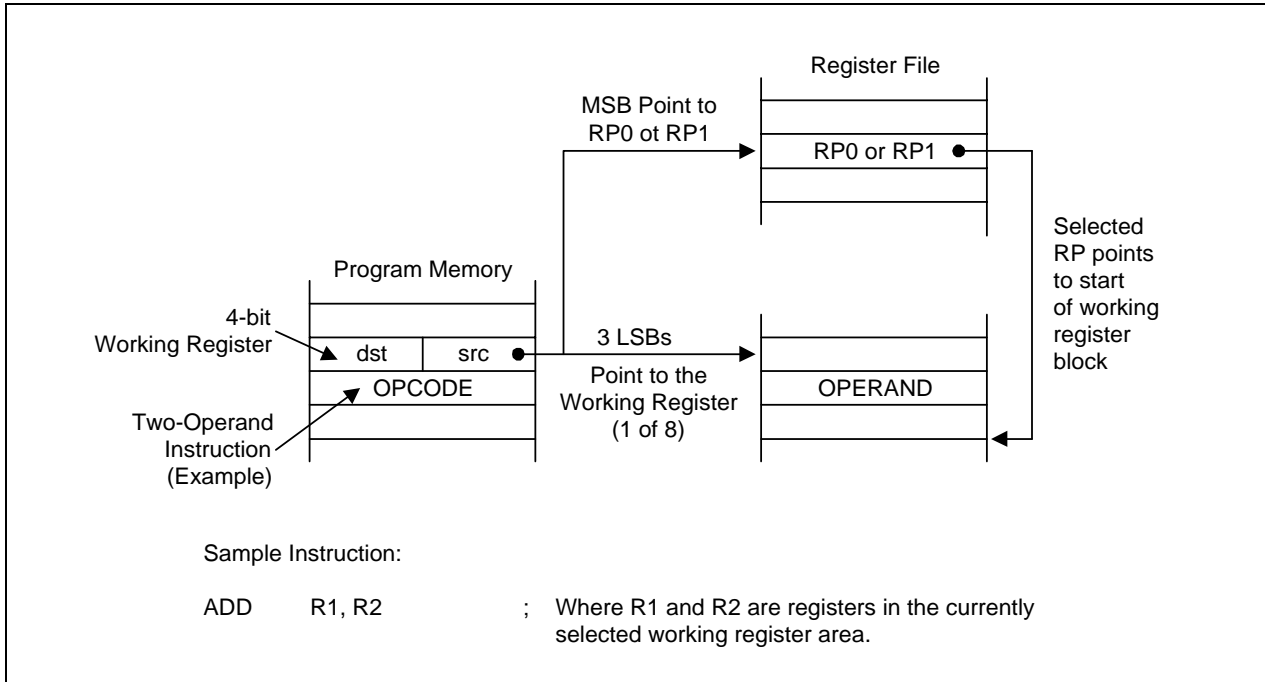 Register File
MSB Point to
RP0 ot RP1
RP0 or RP1
Selected
RP points
to start
of working
register
block
Program Memory
4-bit
Working Register
dst
src
3 LSBs
OPCODE
Point to the
Working Register
(1 of 8)
OPERAND
Two-Operand
Instruction
(Example)
Sample Instruction:
ADD R1, R2 ; Where R1 and R2 are registers in the currently
selected working register area.